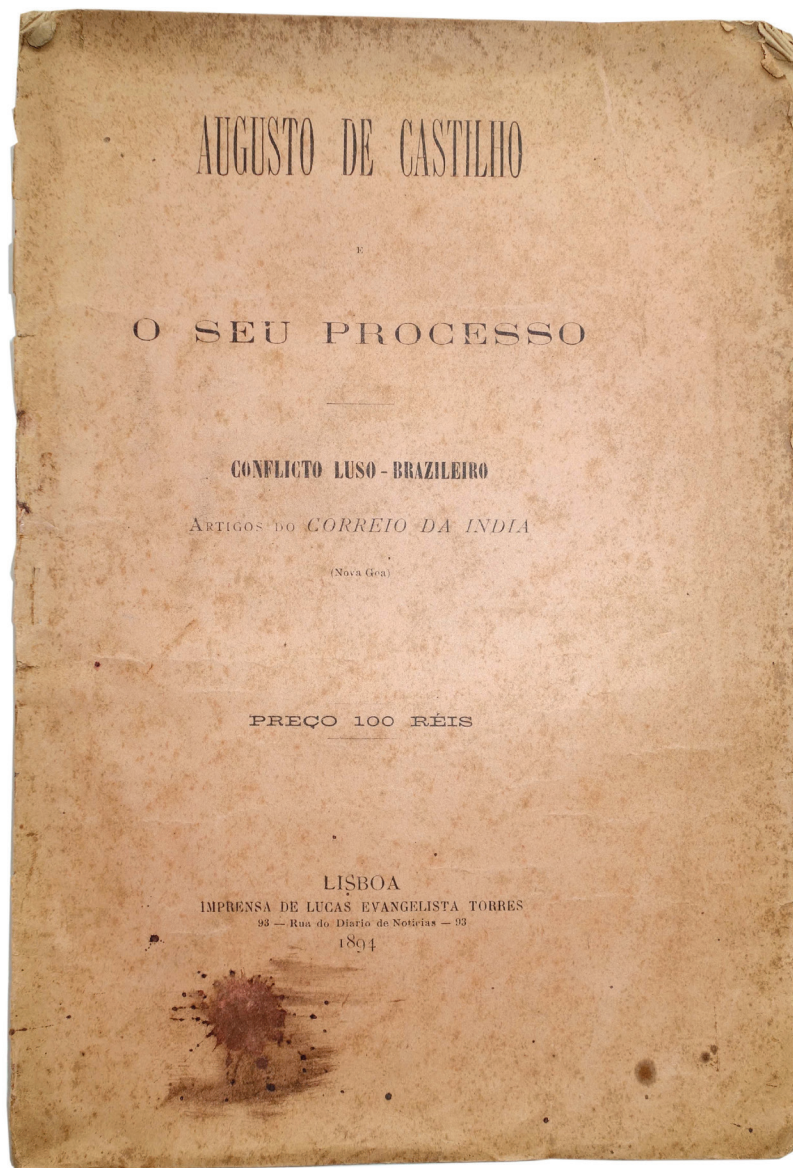 AUGUSTO DE CASTILHO
E
O SEU PROCESSO
CONFLICTO LUSO-BRAZILEIRO
ARTIGOS DO CORREIO DA INDIA
(Nova Goa)
PREÇO 100 RÉIS
LISBOA
IMPRENSA DE LUCAS EVANGELISTA TORRES
93 — Rua do Diario de Noticias — 93
1894